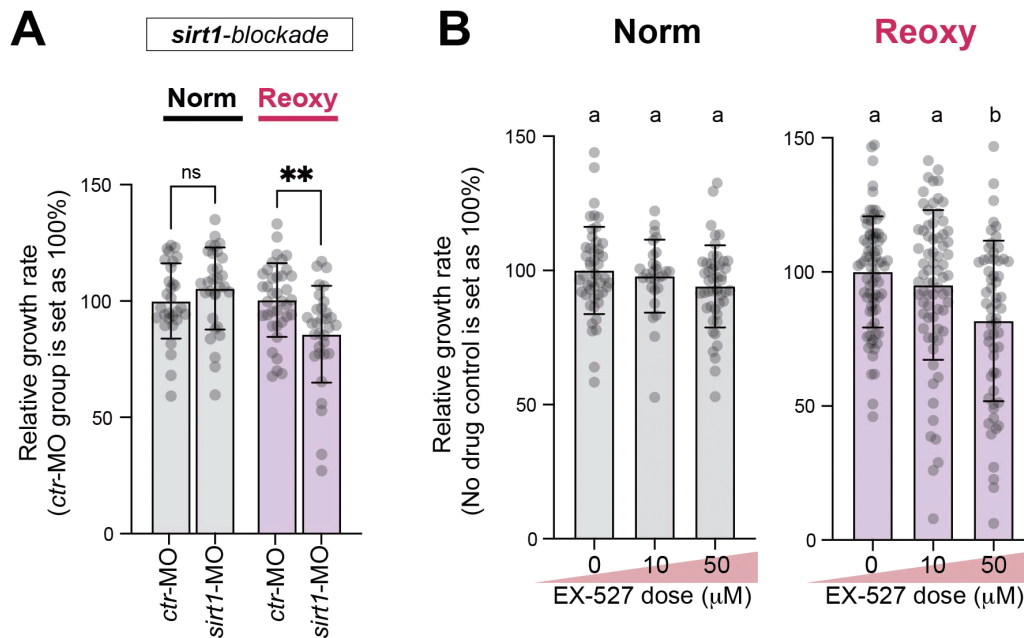 A
sirt1-blockade
Norm
Reoxy
Relative growth rate
(ctr-MO group is set as 100%)
150
100
50
0
ns
**
ctr-MO
sirt1-MO
ctr-MO
sirt1-MO
B
Norm
Reoxy
Relative growth rate
(No drug control is set as 100%)
a a a
150
100
50
0
0 10 50
EX-527 dose (μM)
a a b
150
100
50
0
0 10 50
EX-527 dose (μM)